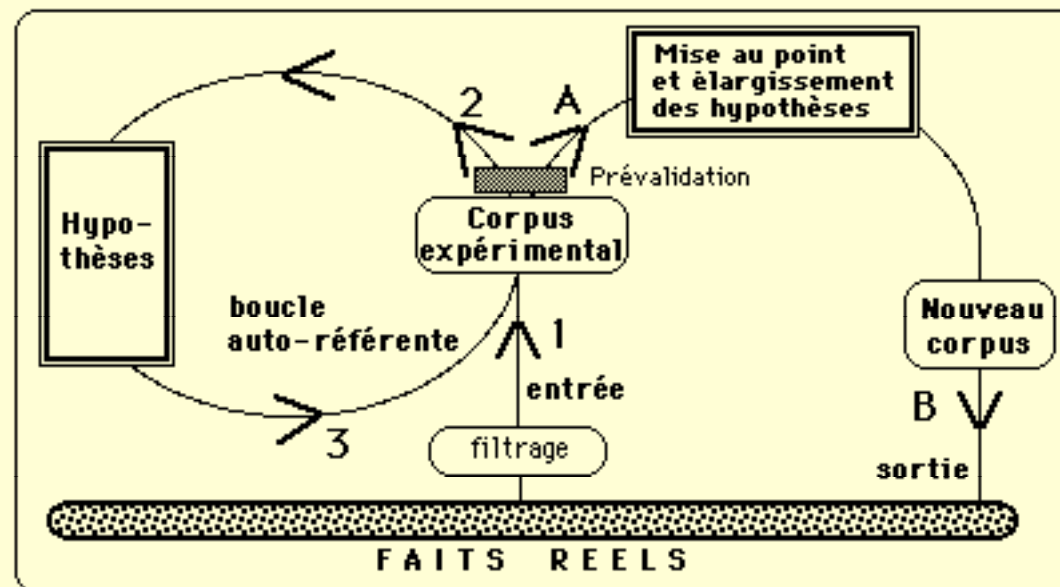 Mise au point
et élargissement
des hypothèses
2
A
Prévalidation
Hypo-
thèses
Corpus
expérimental
boucle
auto-référente
1
entrée
Nouveau
corpus
B
3
filtrage
sortie
FAITS REELS